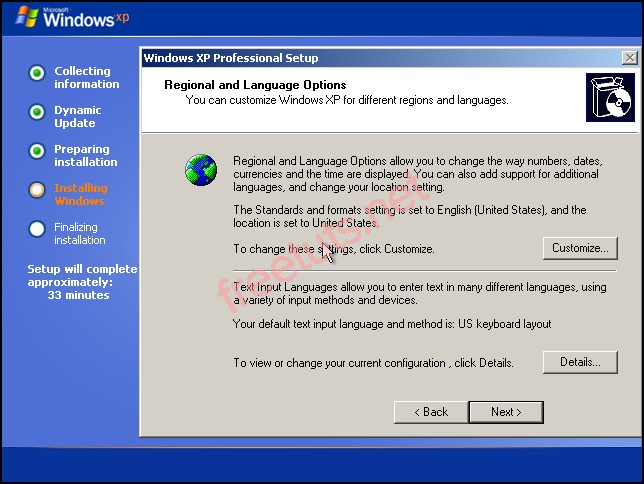 Microsoft
Windows xp
Collecting
information
Dynamic
Update
Preparing
installation
Installing
Windows
Finalizing
installation
Setup will complete
approximately:
33 minutes
Windows XP Professional Setup
Regional and Language Options
You can customize Windows XP for different regions and languages.
Regional and Language Options allow you to change the way numbers, dates,
currencies and the time are displayed. You can also add support for additional
languages, and change your location setting.
The Standards and formats setting is set to English (United States), and the
location is set to United States.
To change these settings, click Customize.
Customize...
Text Input Languages allow you to enter text in many different languages, using
a variety of input methods and devices.
Your default text input language and method is: US keyboard layout
To view or change your current configuration , click Details.
Details...
< Back
Next >
freetuts.net